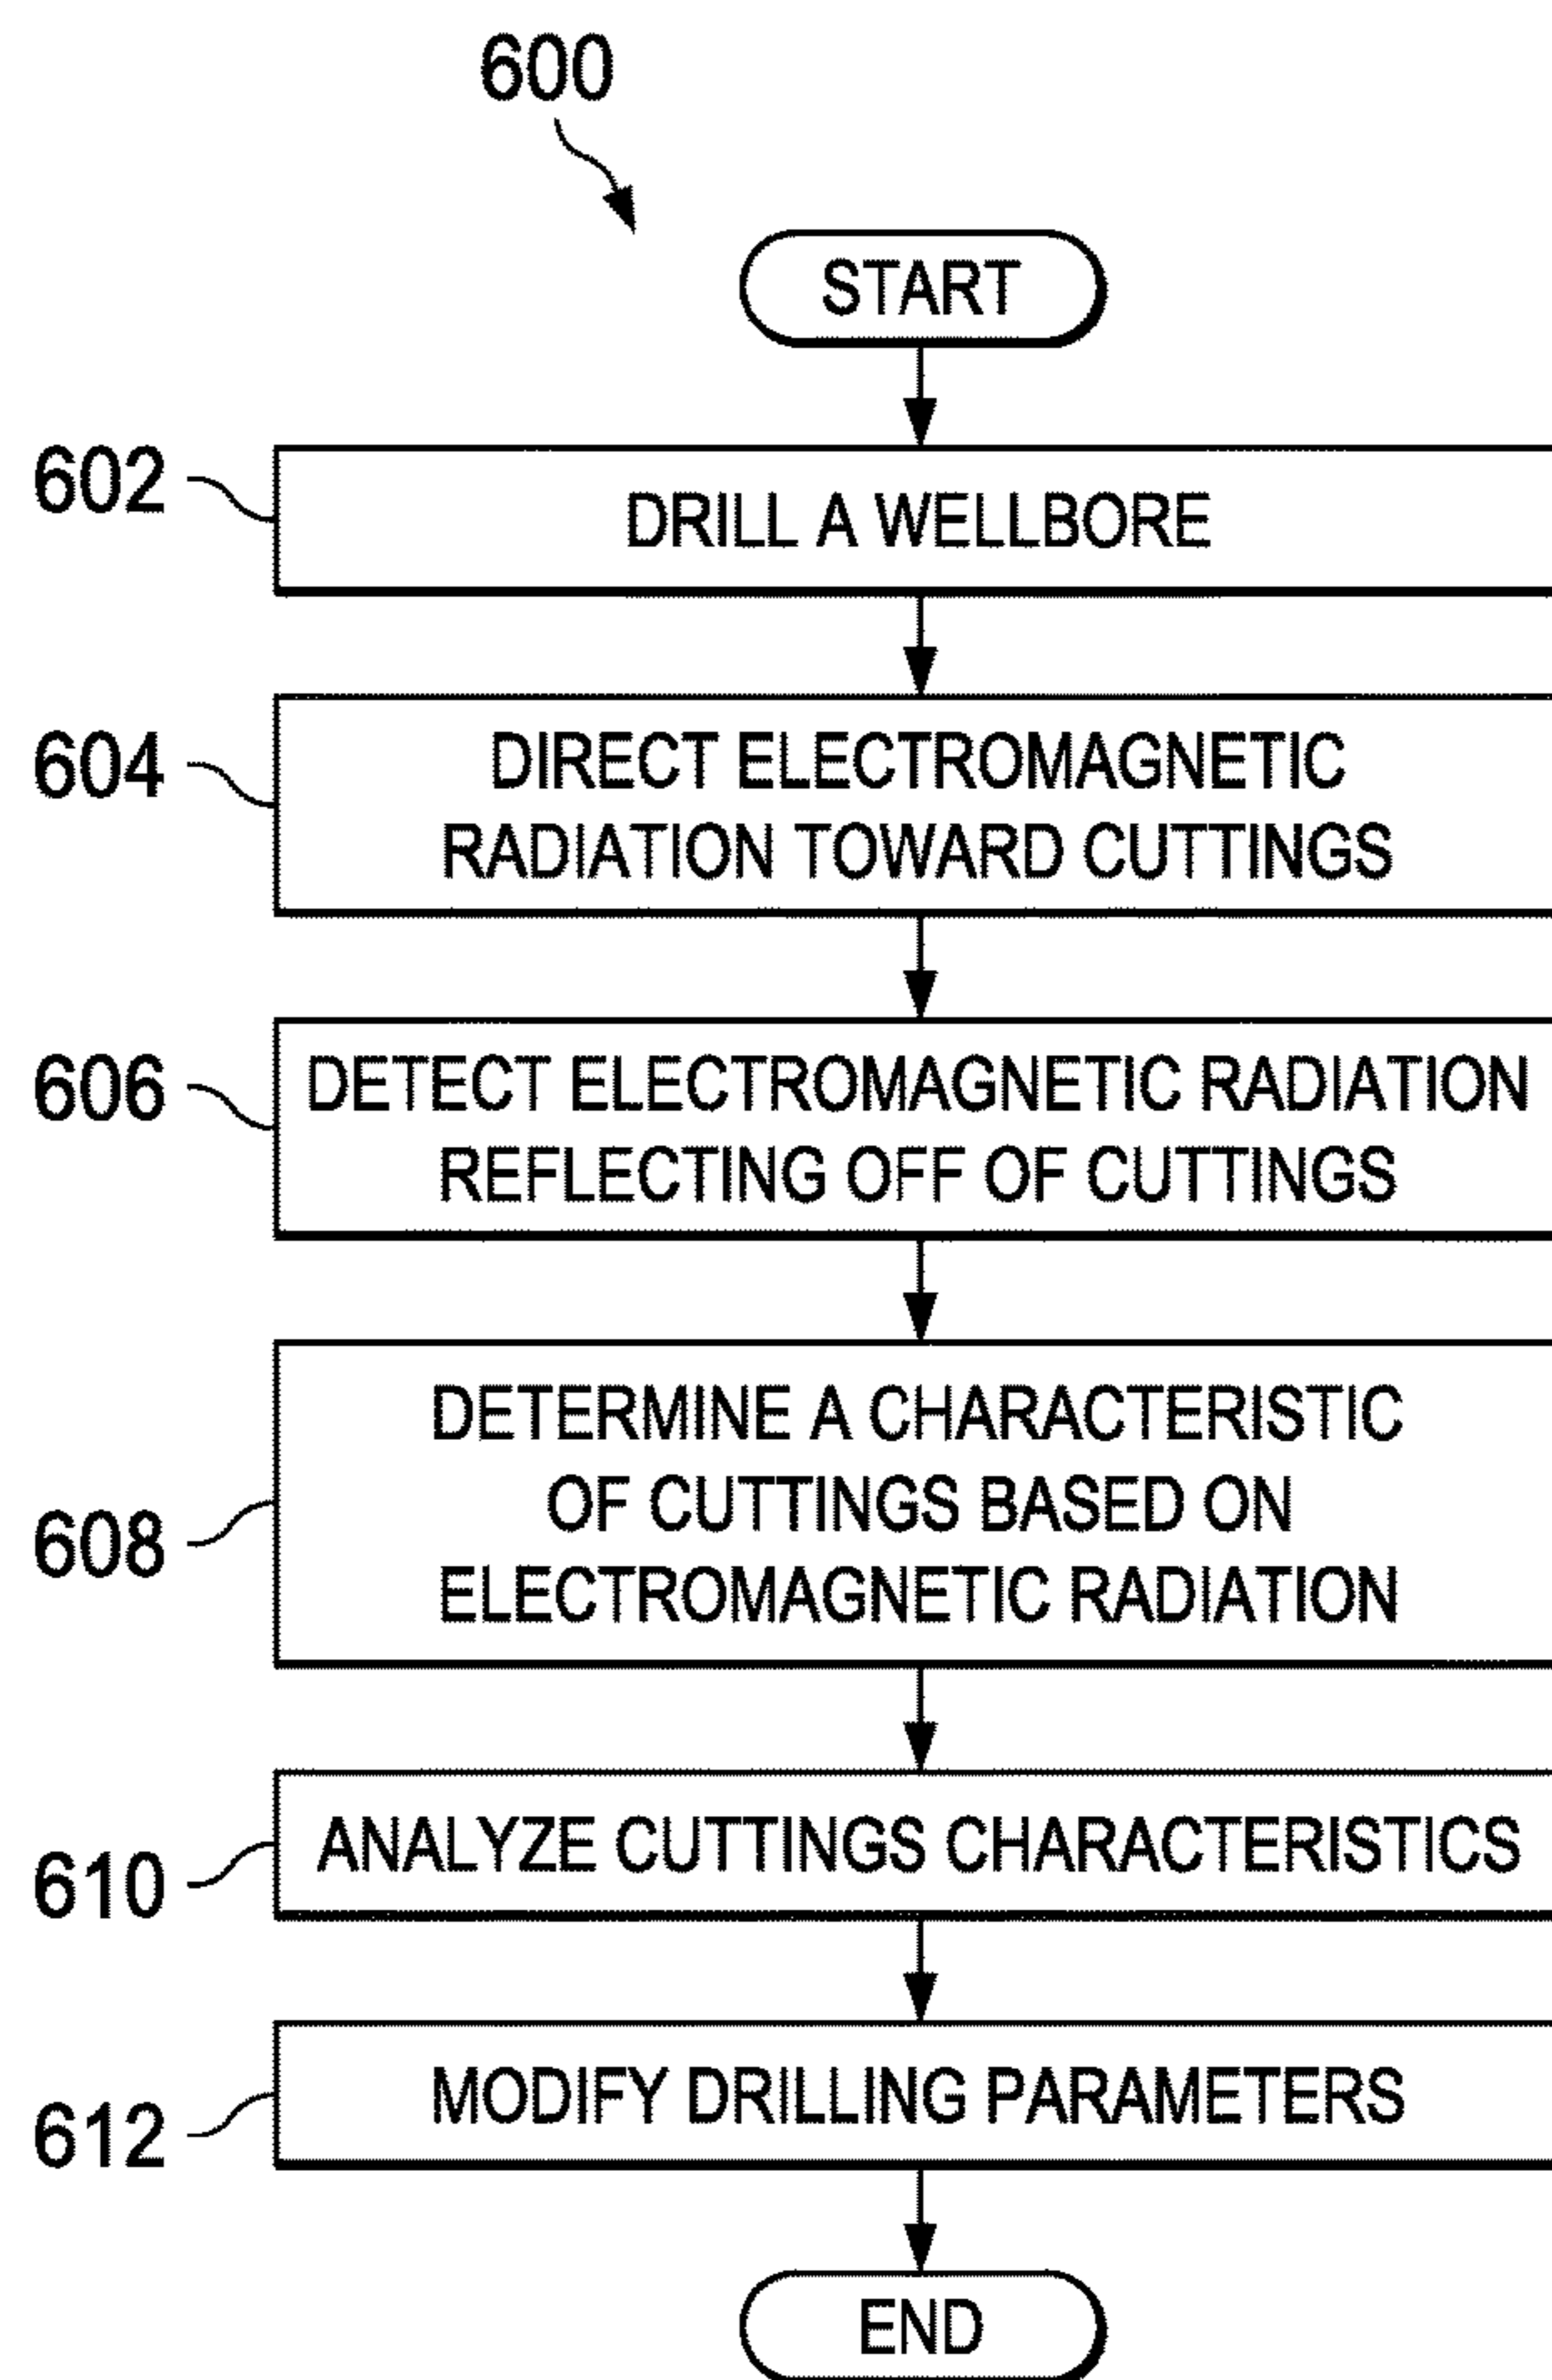 600
START
602
DRILL A WELLBORE
604
DIRECT ELECTROMAGNETIC
RADIATION TOWARD CUTTINGS
606
DETECT ELECTROMAGNETIC RADIATION
REFLECTING OFF OF CUTTINGS
608
DETERMINE A CHARACTERISTIC
OF CUTTINGS BASED ON
ELECTROMAGNETIC RADIATION
610
ANALYZE CUTTINGS CHARACTERISTICS
612
MODIFY DRILLING PARAMETERS
END